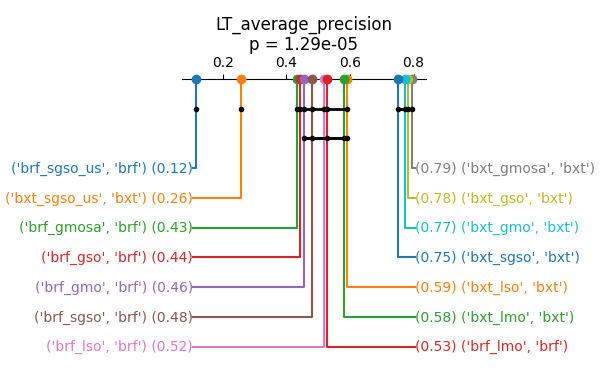 LT_average_precision
p = 1.29e-05
0.2 0.4 0.6 0.8
('brf_sgso_us', 'brf') (0.12) (0.79) ('bxt_gmosa', 'bxt')
('bxt_sgso_us', 'bxt') (0.26) (0.78) ('bxt_gso', 'bxt')
('brf_gmosa', 'brf') (0.43) (0.77) ('bxt_gmo', 'bxt')
('brf_gso', 'brf') (0.44) (0.75) ('bxt_sgso', 'bxt')
('brf_gmo', 'brf') (0.46) (0.59) ('bxt_lso', 'bxt')
('brf_sgso', 'brf') (0.48) (0.58) ('bxt_lmo', 'bxt')
('brf_lso', 'brf') (0.52) (0.53) ('brf_lmo', 'brf')